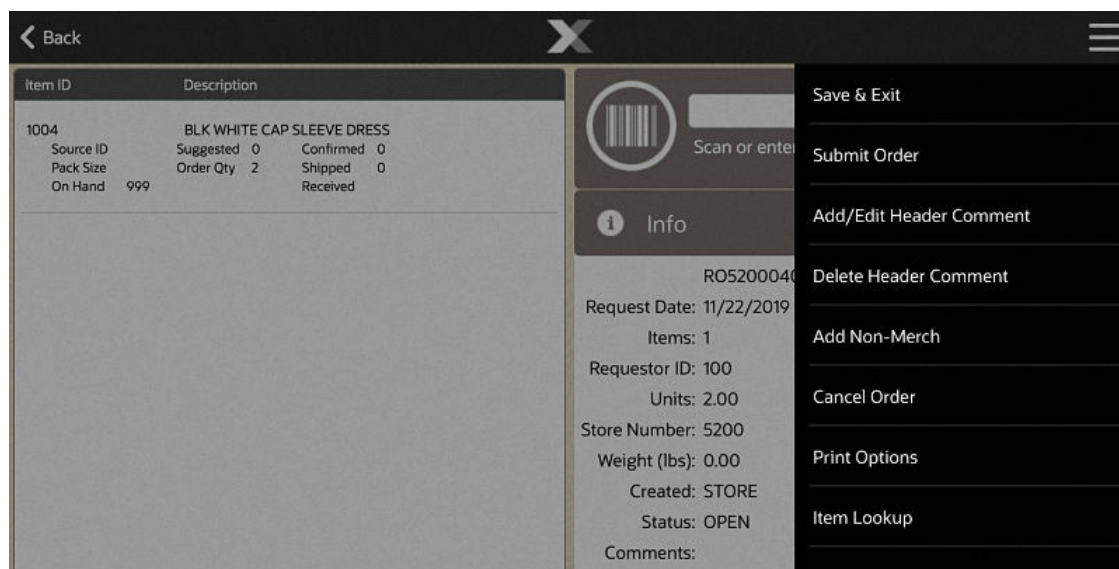 Back
Item ID Description
1004 BLK WHITE CAP SLEEVE DRESS
Source ID Suggested 0 Confirmed 0
Pack Size Order Qty 2 Shipped 0
On Hand 999 Received
Scan or enter
Info
RO5200040
Request Date: 11/22/2019
Items: 1
Requestor ID: 100
Units: 2.00
Store Number: 5200
Weight (lbs): 0.00
Created: STORE
Status: OPEN
Comments:
Save & Exit
Submit Order
Add/Edit Header Comment
Delete Header Comment
Add Non-Merch
Cancel Order
Print Options
Item Lookup